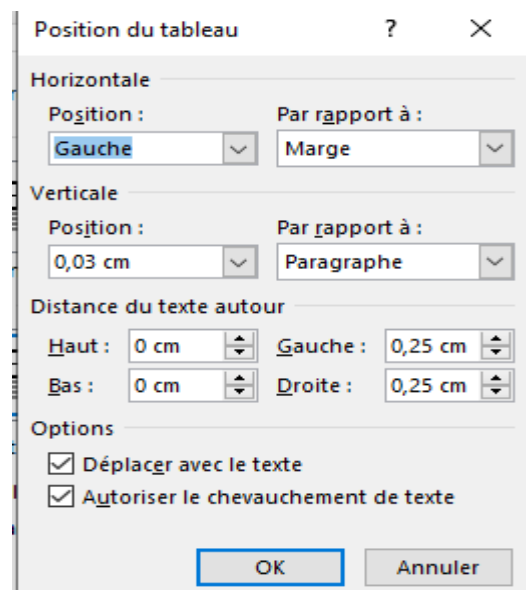 Position du tableau ? ×
Horizontale
Position : Par rapport à :
Gauche Marge
Verticale
Position : Par rapport à :
0,03 cm Paragraphe
Distance du texte autour
Haut : 0 cm Gauche : 0,25 cm
Bas : 0 cm Droite : 0,25 cm
Options
Déplacer avec le texte
Autoriser le chevauchement de texte
OK Annuler